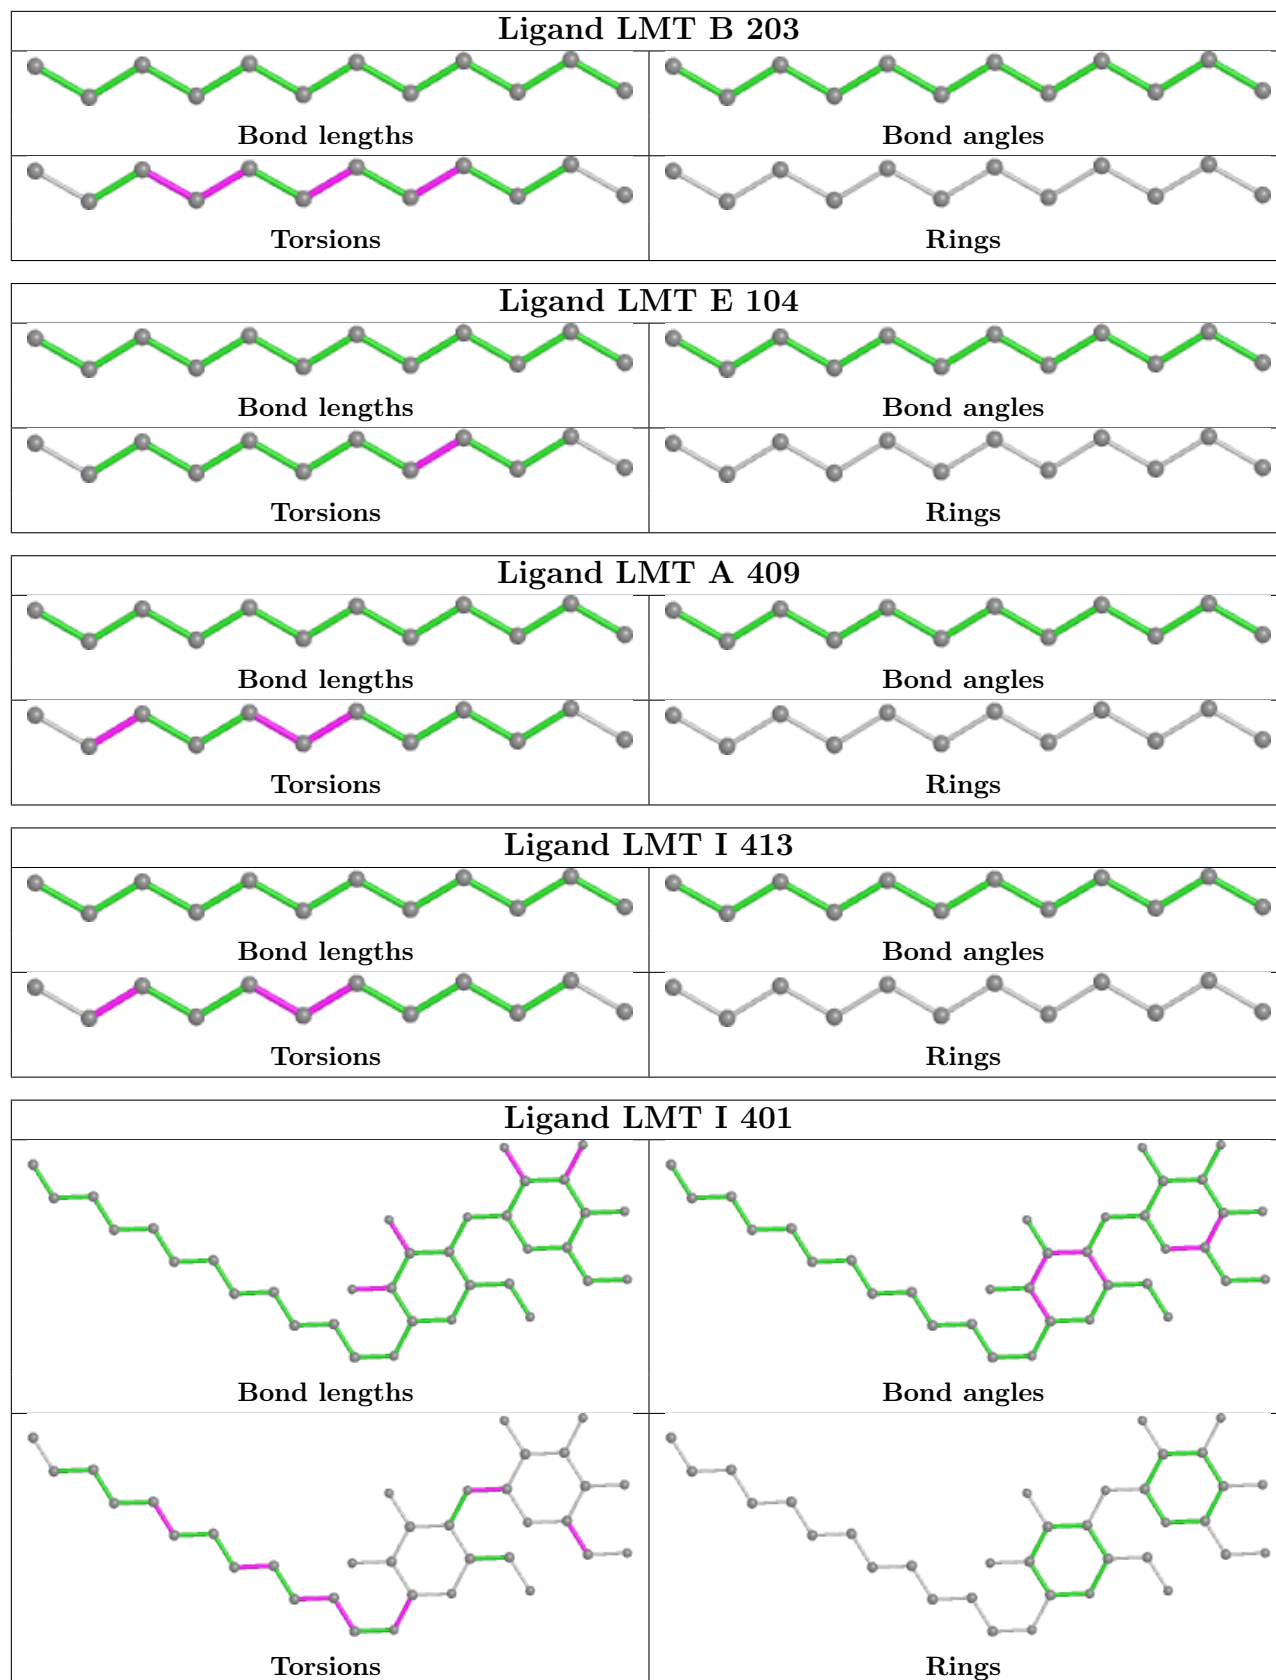 Ligand LMT B 203
Bond lengths
Bond angles
Torsions
Rings
Ligand LMT E 104
Bond lengths
Bond angles
Torsions
Rings
Ligand LMT A 409
Bond lengths
Bond angles
Torsions
Rings
Ligand LMT I 413
Bond lengths
Bond angles
Torsions
Rings
Ligand LMT I 401
Bond lengths
Bond angles
Torsions
Rings